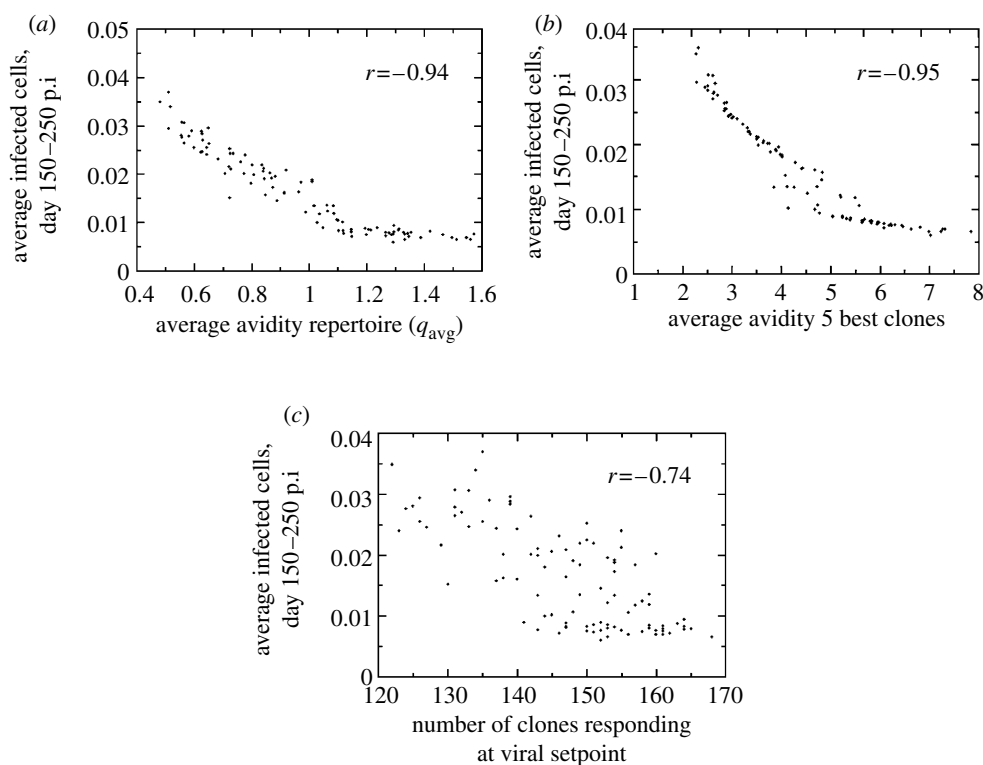 (a)
average infected cells,
day 150–250 p.i
0.05
0.04
0.03
0.02
0.01
0
r=−0.94
0.4 0.6 0.8 1 1.2 1.4 1.6
average avidity repertoire (qavg)
(b)
average infected cells,
day 150–250 p.i
0.04
0.03
0.02
0.01
0
r=−0.95
1 2 3 4 5 6 7 8
average avidity 5 best clones
(c)
average infected cells,
day 150–250 p.i
0.04
0.03
0.02
0.01
0
r=−0.74
120 130 140 150 160 170
number of clones responding
at viral setpoint